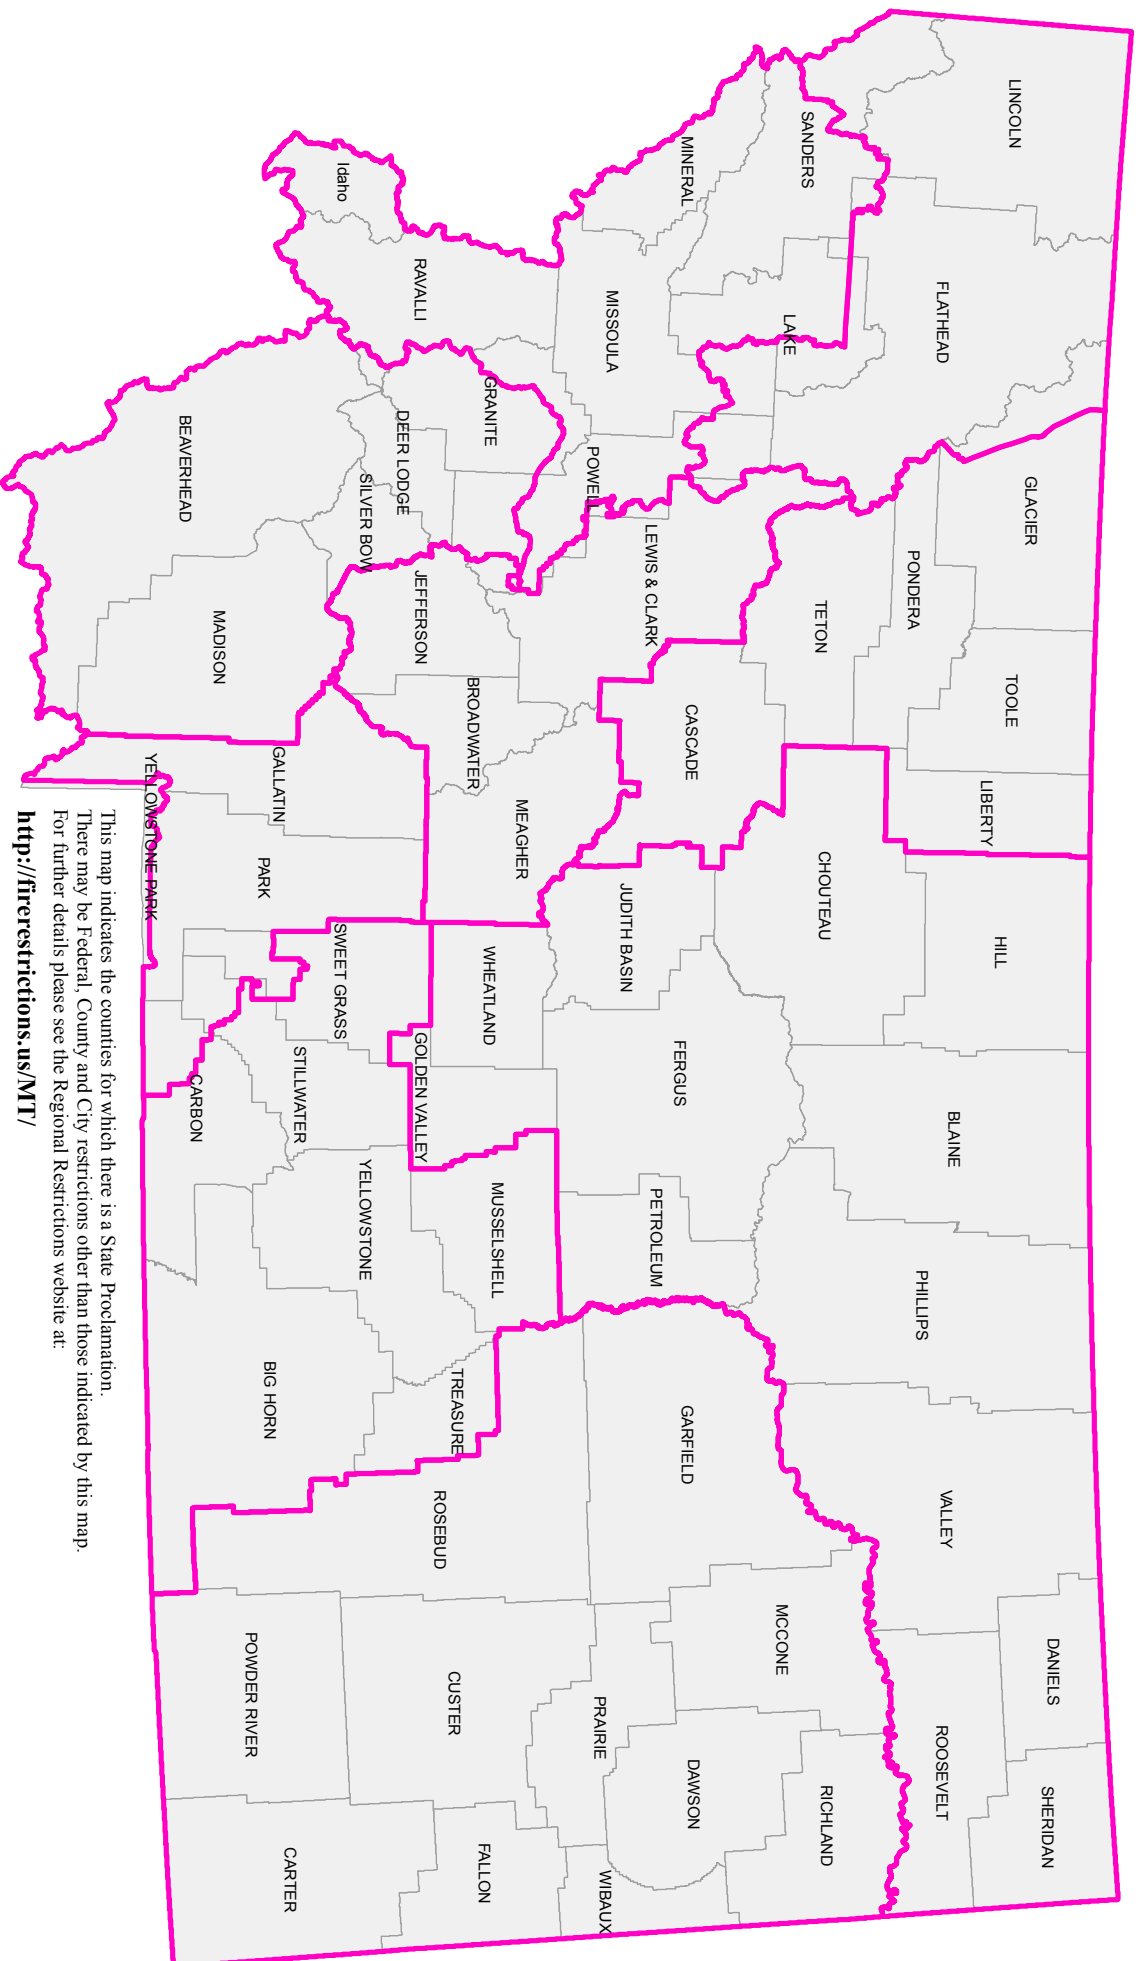 LINCOLN
FLATHEAD
GLACIER
TOOLE
LIBERTY
HILL
BLAINE
PHILLIPS
VALLEY
DANIELS
SHERIDAN
ROOSEVELT
SANDERS
LAKE
PONDERA
TETON
CHOUTEAU
MCCONE
RICHLAND
MINERAL
MISSOULA
POWELL
LEWIS & CLARK
CASCADE
JUDITH BASIN
FERGUS
PETROLEUM
GARFIELD
DAWSON
PRAIRIE
WIBAUX
Idaho
RAVALLI
GRANITE
DEER LODGE
SILVER BOW
JEFFERSON
BROADWATER
MEAGHER
WHEATLAND
GOLDEN VALLEY
MUSSELSHELL
TREASURE
ROSEBUD
CUSTER
FALLON
BEAVERHEAD
MADISON
GALLATIN
PARK
SWEET GRASS
STILLWATER
YELLOWSTONE
CARBON
BIG HORN
POWDER RIVER
CARTER
YELLOWSTONE PARK
This map indicates the counties for which there is a State Proclamation.
There may be Federal, County and City restrictions other than those indicated by this map.
For further details please see the Regional Restrictions website at:
http://firerestrictions.us/MT/